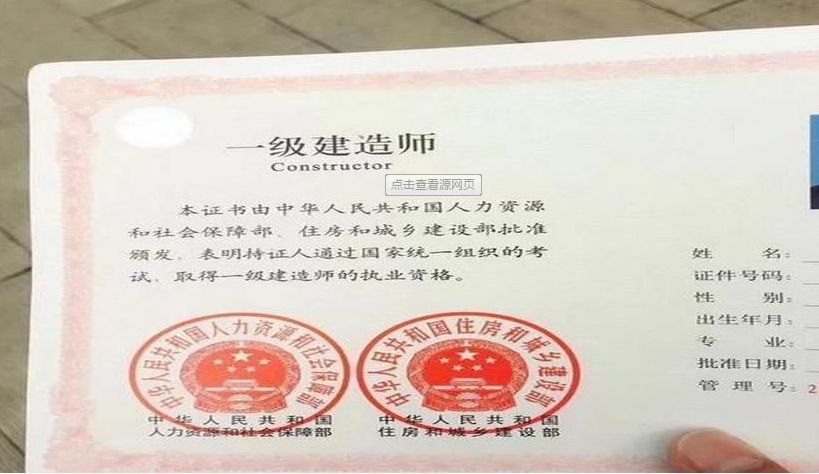 一级建造师
Constructor
点击查看源网页
本证书由中华人民共和国人力资源
和社会保障部、住房和城乡建设部批准
颁发，表明持证人通过国家统一组织的考
试，取得一级建造师的执业资格。
中华人民共和国人力资源和社会保障部
中华人民共和国住房和城乡建设部
中华人民共和国
人力资源和社会保障部
中华人民共和国
住房和城乡建设部
姓名：
证件号码：
性别：
出生年月：
专业：
批准日期：
管理号：2